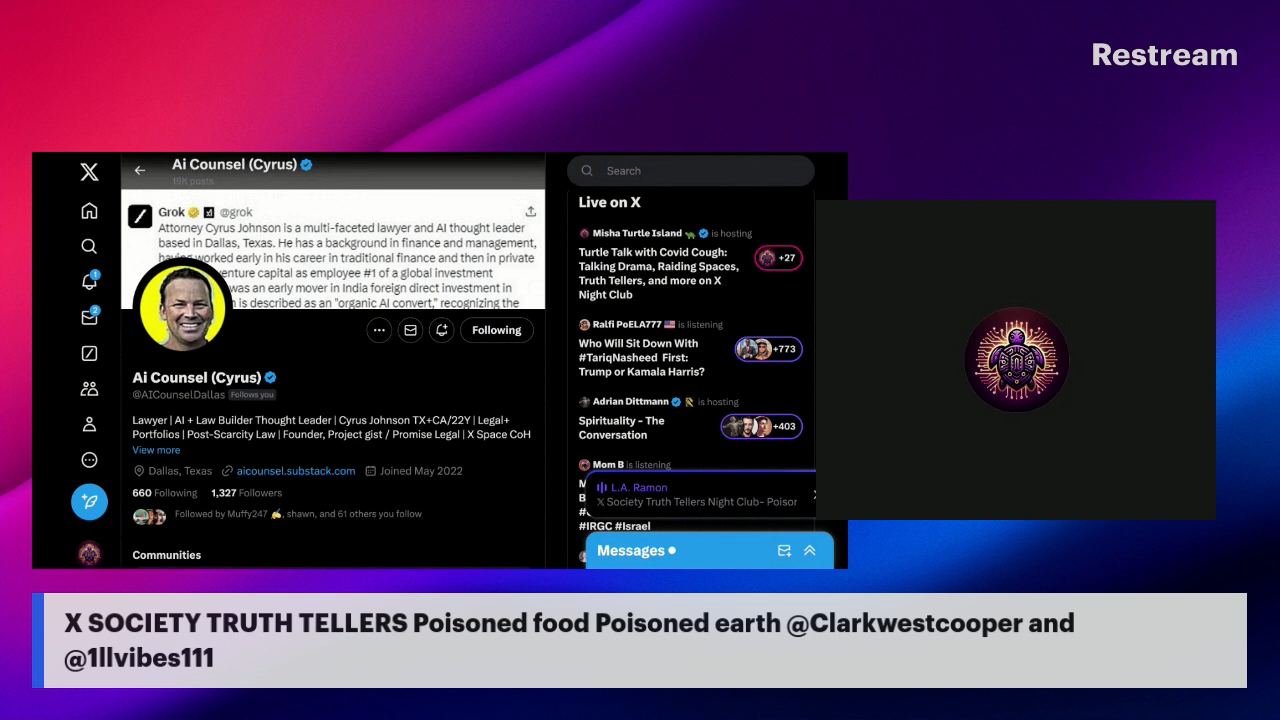 Restream
Ai Counsel (Cyrus)
13K posts
Grok @grok
Attorney Cyrus Johnson is a multi-faceted lawyer and AI thought leader
based in Dallas, Texas. He has a background in finance and management,
having worked early in his career in traditional finance and then in private
venture capital as employee #1 of a global investment
was an early mover in India foreign direct investment in
n is described as an "organic AI convert," recognizing the
Following
Ai Counsel (Cyrus)
@AICounselDallas Follows you
Lawyer | AI + Law Builder Thought Leader | Cyrus Johnson TX+CA/22Y | Legal+
Portfolios | Post-Scarcity Law | Founder, Project gist / Promise Legal | X Space CoH
View more
Dallas, Texas aicounsel.substack.com Joined May 2022
660 Following 1,327 Followers
Followed by Muffy247 ✍, shawn, and 61 others you follow
Communities
1
2
Search
Live on X
Misha Turtle Island is hosting
Turtle Talk with Covid Cough:
Talking Drama, Raiding Spaces,
Truth Tellers, and more on X
Night Club
+27
Ralfi PoELA777 is listening
Who Will Sit Down With
#TariqNasheed First:
Trump or Kamala Harris?
+773
Adrian Dittmann is hosting
Spirituality - The
Conversation
+403
Mom B is listening
L.A. Ramon
X Society Truth Tellers Night Club- Poisor
#IRGC #Israel
Messages
X SOCIETY TRUTH TELLERS Poisoned food Poisoned earth @Clarkwestcooper and
@1llvibes111